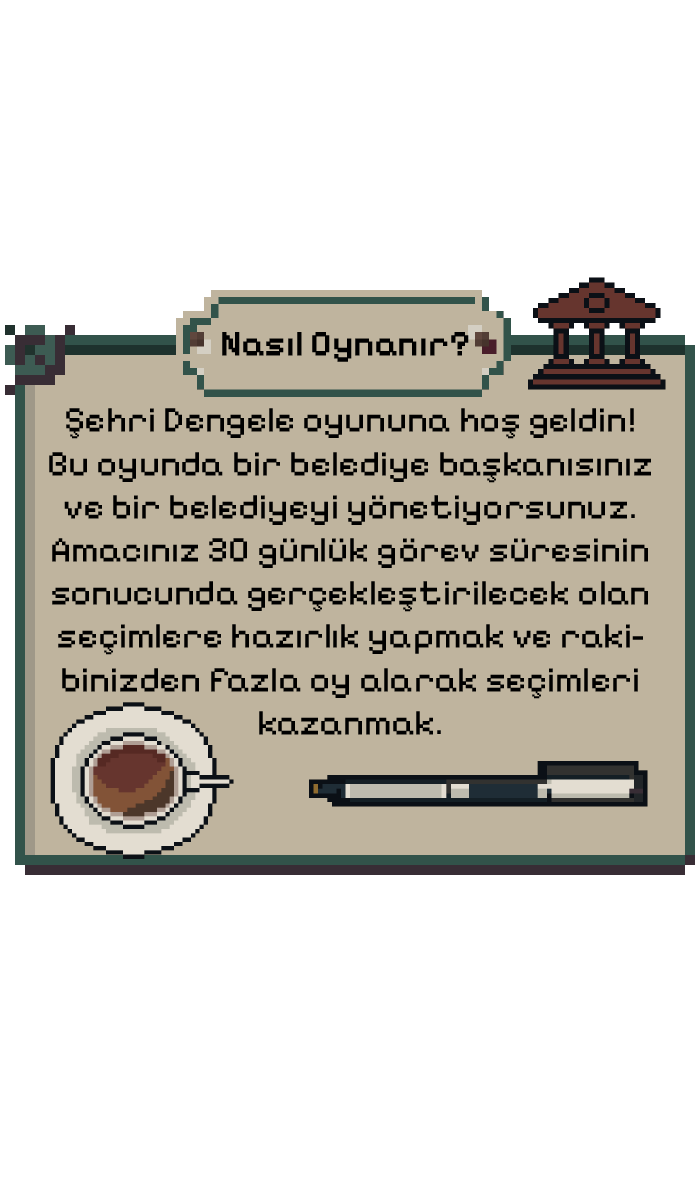 Nasıl Oynanır?
Şehri Dengele oyununa hoş geldin!
Bu oyunda bir belediye başkanısınız
ve bir belediyeyi yönetiyorsunuz.
Amacınız 30 günlük görev süresinin
sonucunda gerçekleştirilecek olan
seçimlere hazırlık yapmak ve raki-
binizden fazla oy alarak seçimleri
kazanmak.